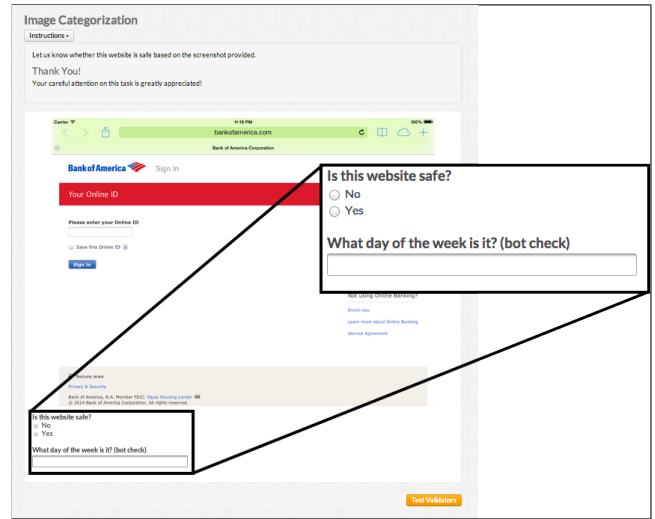 Image Categorization
Instructions
Let us know whether this website is safe based on the screenshot provided.
Thank You!
Your careful attention on this task is greatly appreciated!
Carrier 11:19 PM 100%
bankofamerica.com
Bank of America Corporation
Bank of America Sign In
Your Online ID
Please enter your Online ID
Save this Online ID
Sign in
Is this website safe?
No
Yes
What day of the week is it? (bot check)
Not using Online Banking?
Enroll now
Learn more about Online Banking
Service Agreement
Secure area
Privacy & Security
Bank of America, N.A. Member FDIC. Equal Housing Lender
© 2014 Bank of America Corporation. All rights reserved.
Is this website safe?
No
Yes
What day of the week is it? (bot check)
Test Validators